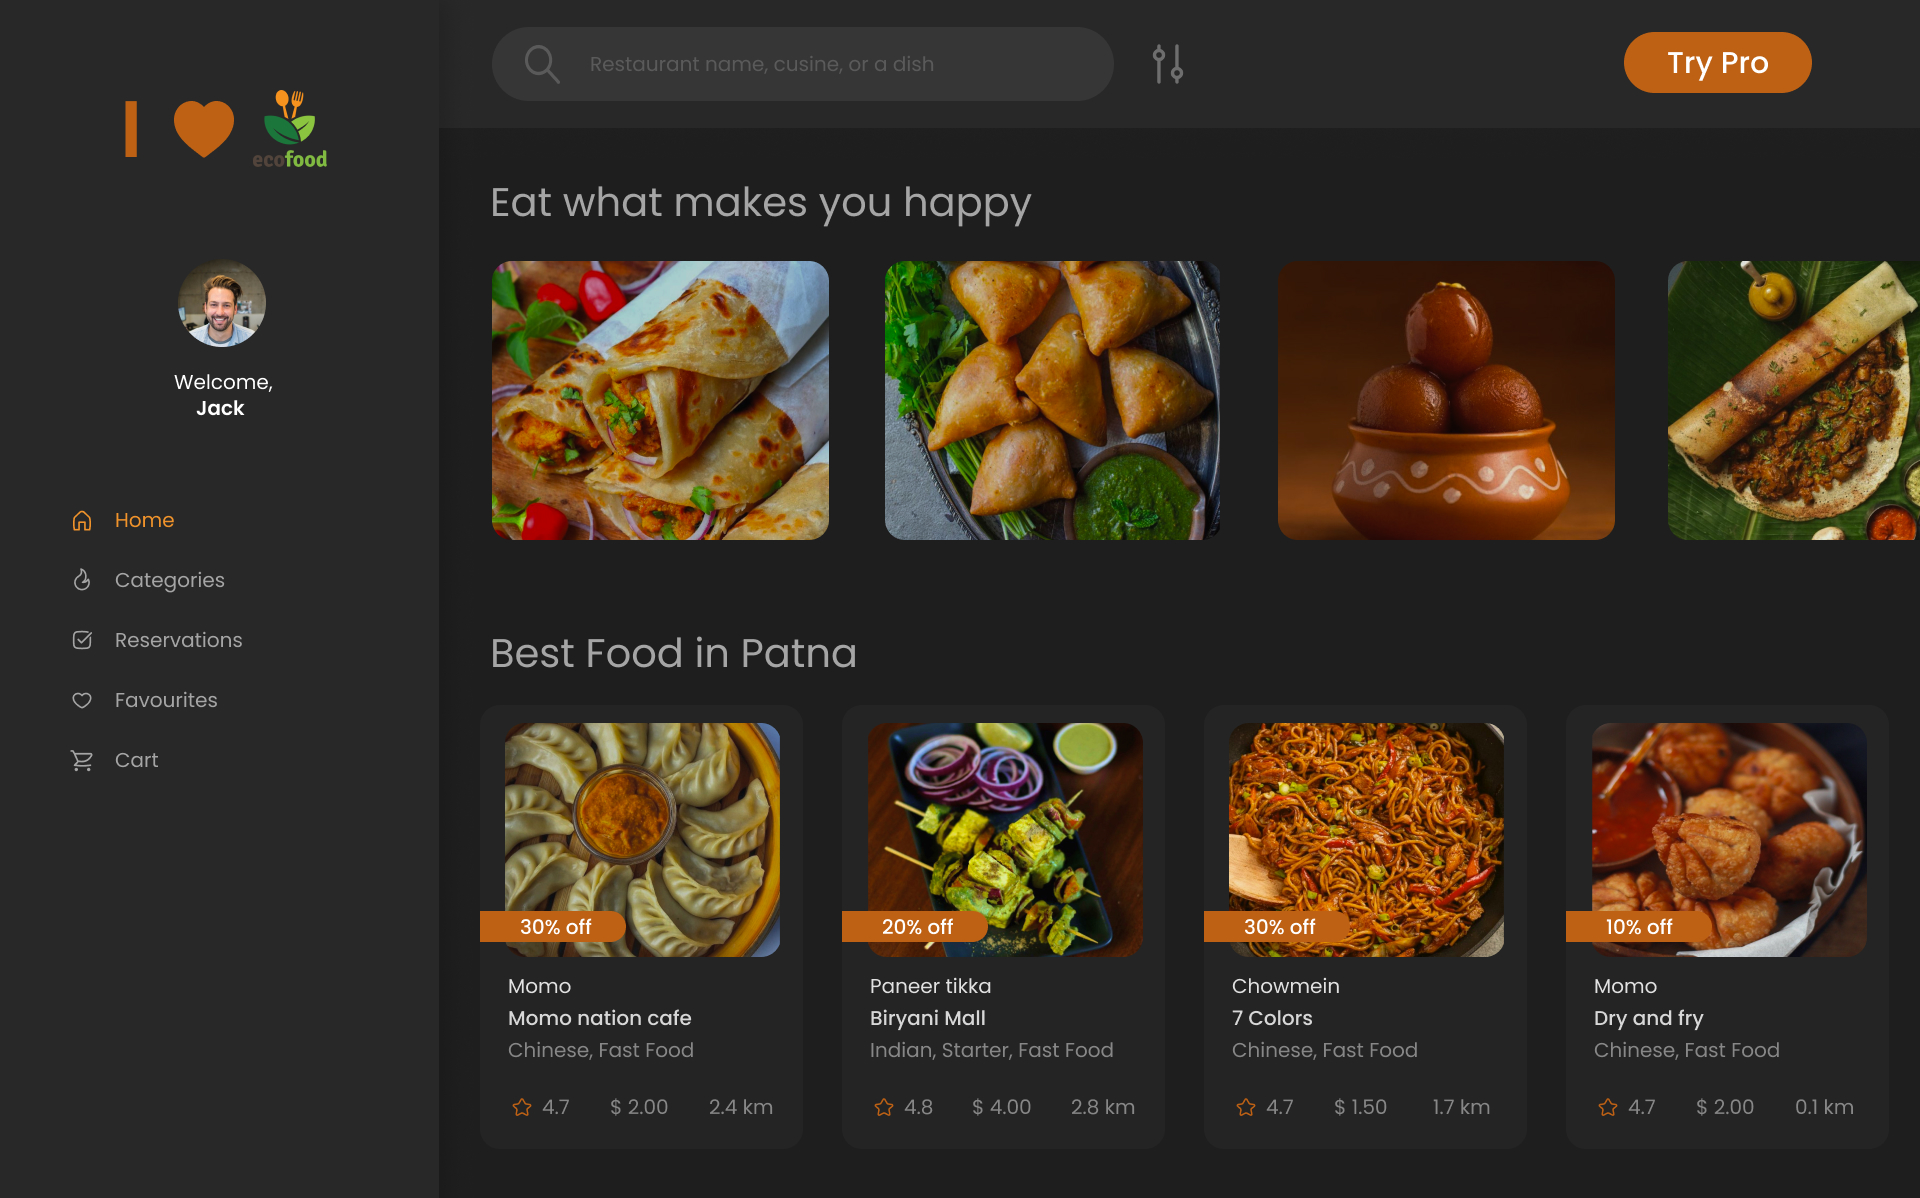 I
ecofood
Welcome,
Jack
Home
Categories
Reservations
Favourites
Cart
Restaurant name, cusine, or a dish
Try Pro
Eat what makes you happy
Best Food in Patna
30% off
Momo
Momo nation cafe
Chinese, Fast Food
4.7 $ 2.00 2.4 km
20% off
Paneer tikka
Biryani Mall
Indian, Starter, Fast Food
4.8 $ 4.00 2.8 km
30% off
Chowmein
7 Colors
Chinese, Fast Food
4.7 $ 1.50 1.7 km
10% off
Momo
Dry and fry
Chinese, Fast Food
4.7 $ 2.00 0.1 km